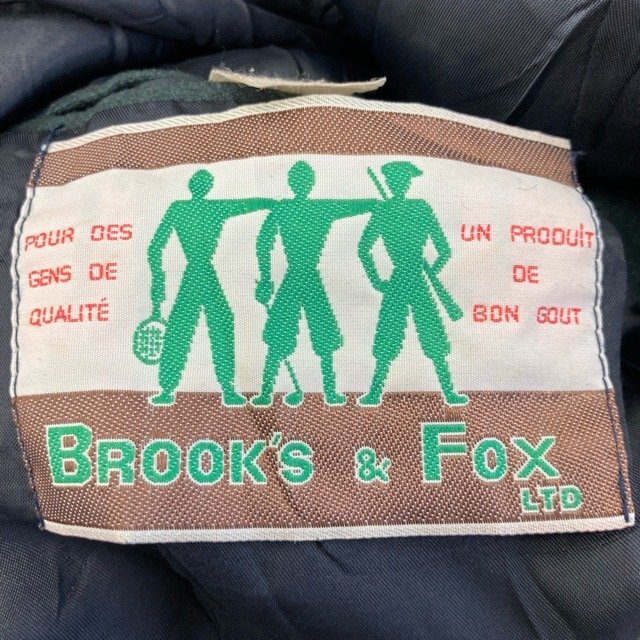 POUR DES
GENS DE
QUALITÉ
UN PRODUIT
DE
BON GOUT
BROOK'S & FOX
LTD